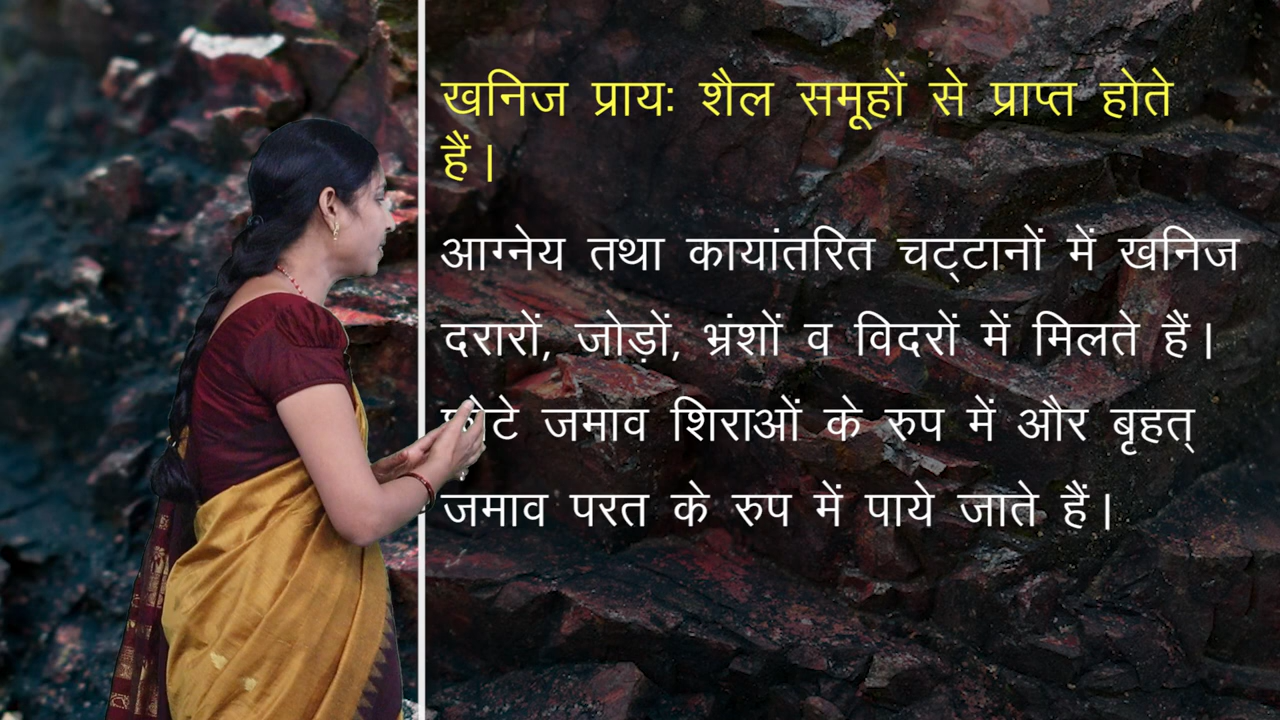 खनिज प्रायः शैल समूहों से प्राप्त होते
हैं।
आग्नेय तथा कायांतरित चट्टानों में खनिज
दरारों, जोड़ों, भ्रंशों व विदरों में मिलते हैं।
छोटे जमाव शिराओं के रुप में और बृहत्
जमाव परत के रुप में पाये जाते हैं।